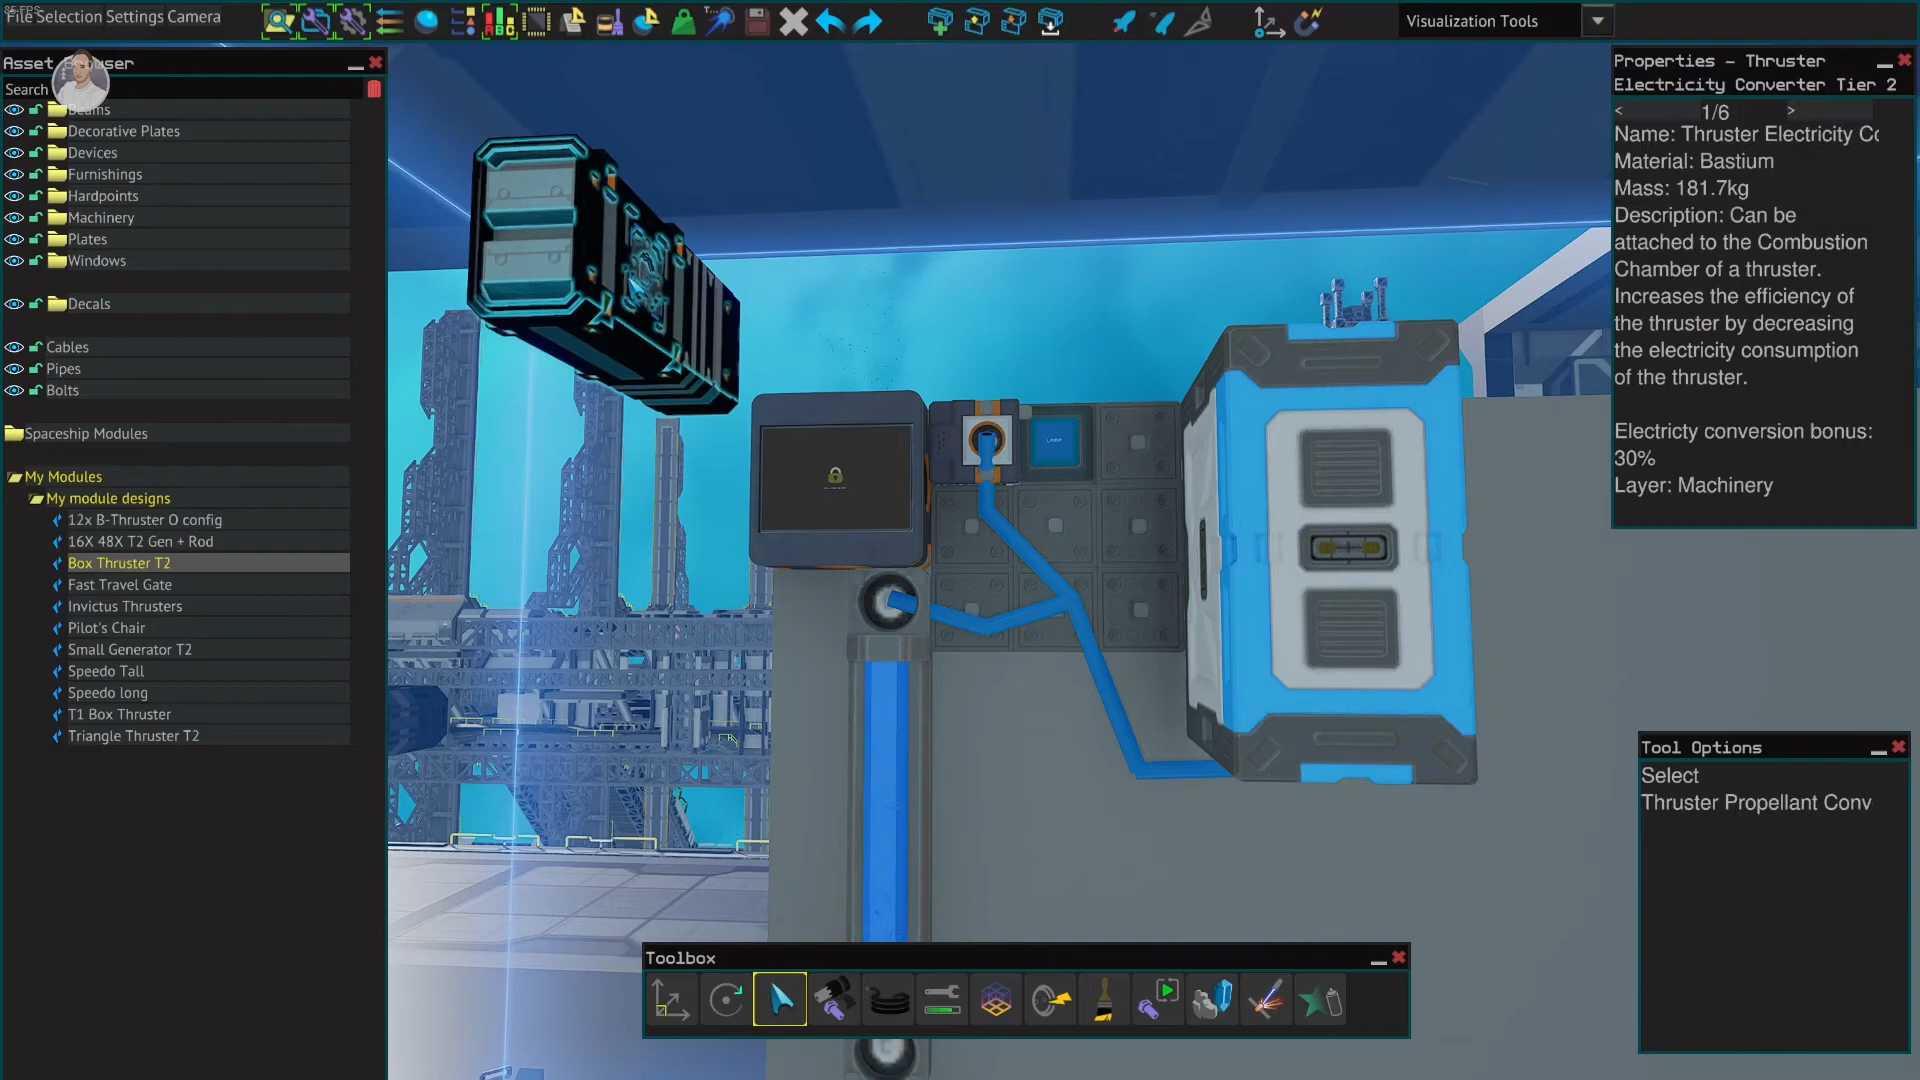 File Selection Settings Camera
Visualization Tools
Asset Browser
Search
Beams
Decorative Plates
Devices
Furnishings
Hardpoints
Machinery
Plates
Windows
Decals
Cables
Pipes
Bolts
Spaceship Modules
My Modules
My module designs
12x B-Thruster O config
16X 48X T2 Gen + Rod
Box Thruster T2
Fast Travel Gate
Invictus Thrusters
Pilot's Chair
Small Generator T2
Speedo Tall
Speedo long
T1 Box Thruster
Triangle Thruster T2
Properties - Thruster
Electricity Converter Tier 2
< 1/6 >
Name: Thruster Electricity Co
Material: Bastium
Mass: 181.7kg
Description: Can be
attached to the Combustion
Chamber of a thruster.
Increases the efficiency of
the thruster by decreasing
the electricity consumption
of the thruster.
Electricty conversion bonus:
30%
Layer: Machinery
Tool Options
Select
Thruster Propellant Conv
Toolbox